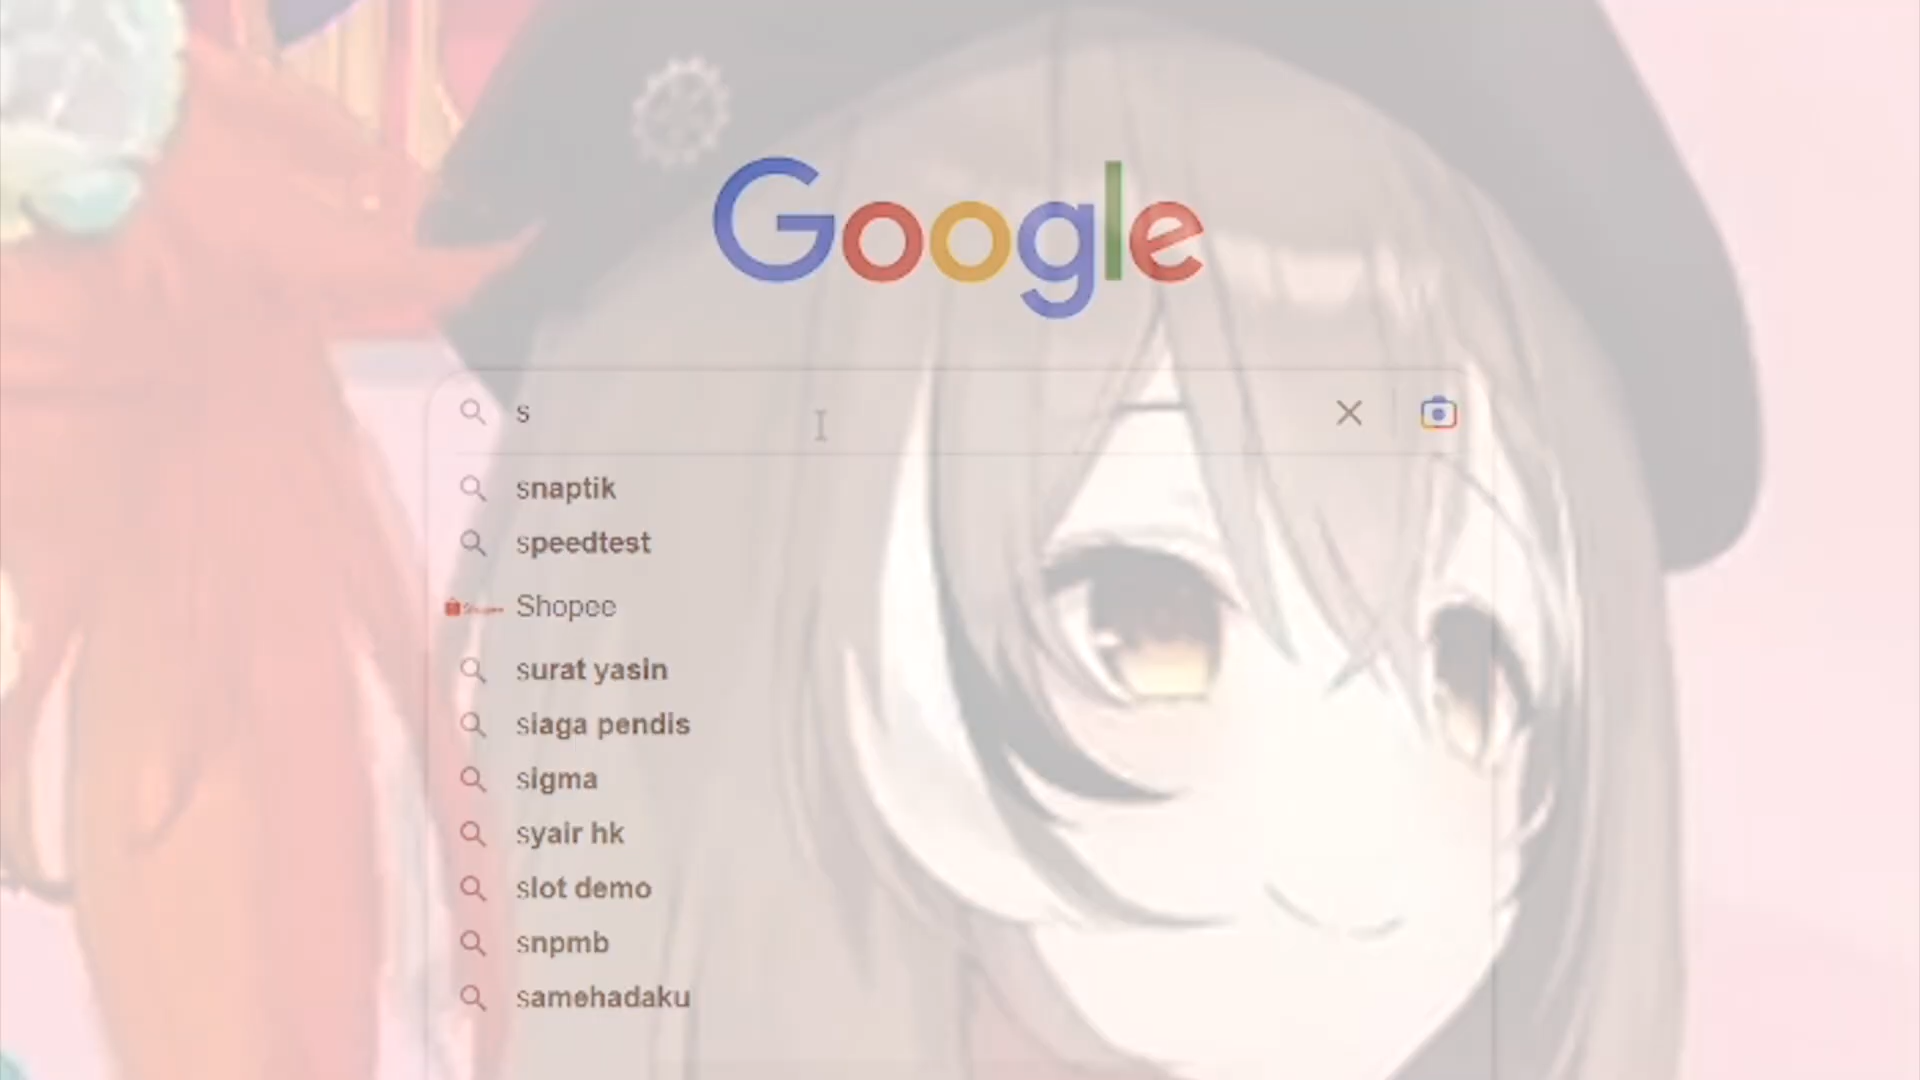 Google
s
snaptik
speedtest
Shopee
surat yasin
siaga pendis
sigma
syair hk
slot demo
snpmb
samehadaku